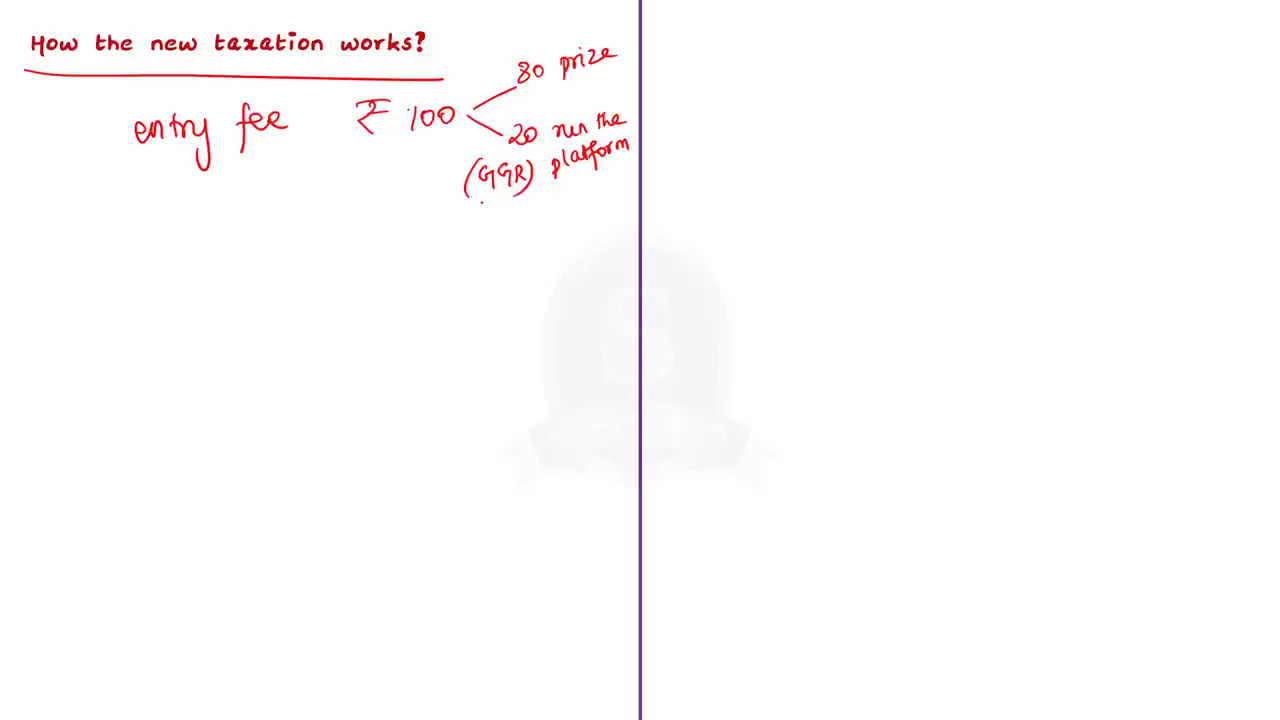 How the new taxation works?
entry fee ₹ 100
80 prize
20 run the
(GGR) platform
S